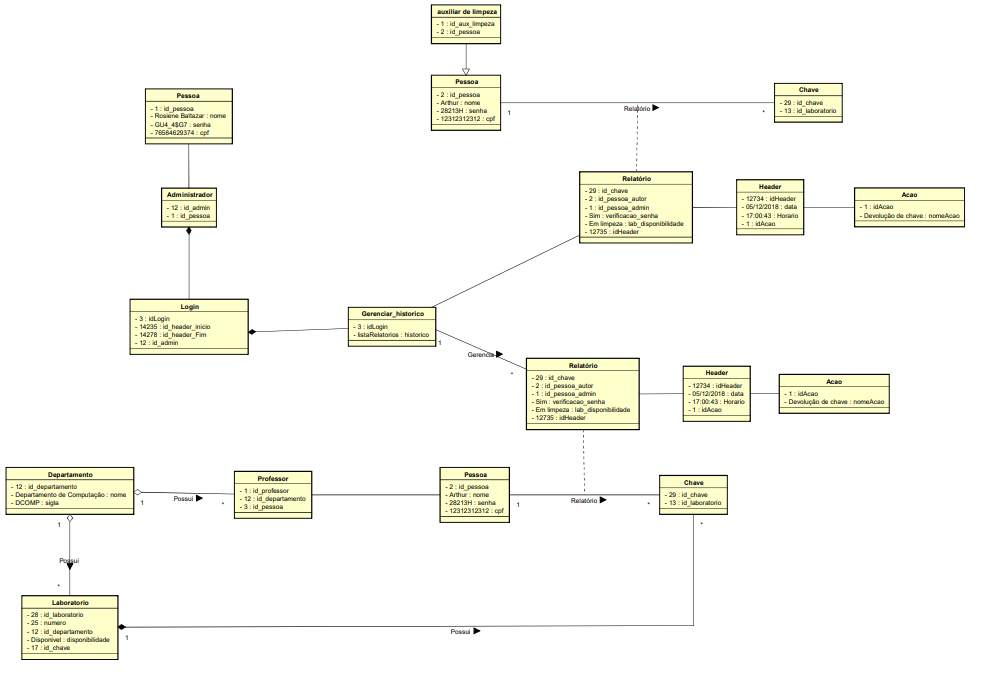 auxiliar de limpeza
- 1 : id_aux_limpeza
- 2 : id_pessoa
Pessoa
- 2 : id_pessoa
- Arthur : nome
- 28213H : senha
- 12312312312 : cpf
1
Relatório
*
Chave
- 29 : id_chave
- 13 : id_laboratorio
Pessoa
- 1 : id_pessoa
- Rosiene Baltazar : nome
- GU4_4$G7 : senha
- 76584629374 : cpf
Administrador
- 12 : id_admin
- 1 : id_pessoa
Relatório
- 29 : id_chave
- 2 : id_pessoa_autor
- 1 : id_pessoa_admin
- Sim : verificacao_senha
- Em limpeza : lab_disponibilidade
- 12735 : idHeader
Header
- 12734 : idHeader
- 05/12/2018 : data
- 17:00:43 : Horario
- 1 : idAcao
Acao
- 1 : idAcao
- Devolução de chave : nomeAcao
Login
- 3 : idLogin
- 14235 : id_header_inicio
- 14278 : id_header_Fim
- 12 : id_admin
Gerenciar_historico
- 3 : idLogin
- listaRelatorios : historico
1
Gerencia
*
Relatório
- 29 : id_chave
- 2 : id_pessoa_autor
- 1 : id_pessoa_admin
- Sim : verificacao_senha
- Em limpeza : lab_disponibilidade
- 12735 : idHeader
Header
- 12734 : idHeader
- 05/12/2018 : data
- 17:00:43 : Horario
- 1 : idAcao
Acao
- 1 : idAcao
- Devolução de chave : nomeAcao
Departamento
- 12 : id_departamento
- Departamento de Computação : nome
- DCOMP : sigla
1
Possui
*
Professor
- 1 : id_professor
- 12 : id_departamento
- 3 : id_pessoa
Pessoa
- 2 : id_pessoa
- Arthur : nome
- 28213H : senha
- 12312312312 : cpf
1
Relatório
*
Chave
- 29 : id_chave
- 13 : id_laboratorio
*
1
Possui
*
Laboratorio
- 28 : id_laboratorio
- 25 : numero
- 12 : id_departamento
- Disponivel : disponibilidade
- 17 : id_chave
1
Possui